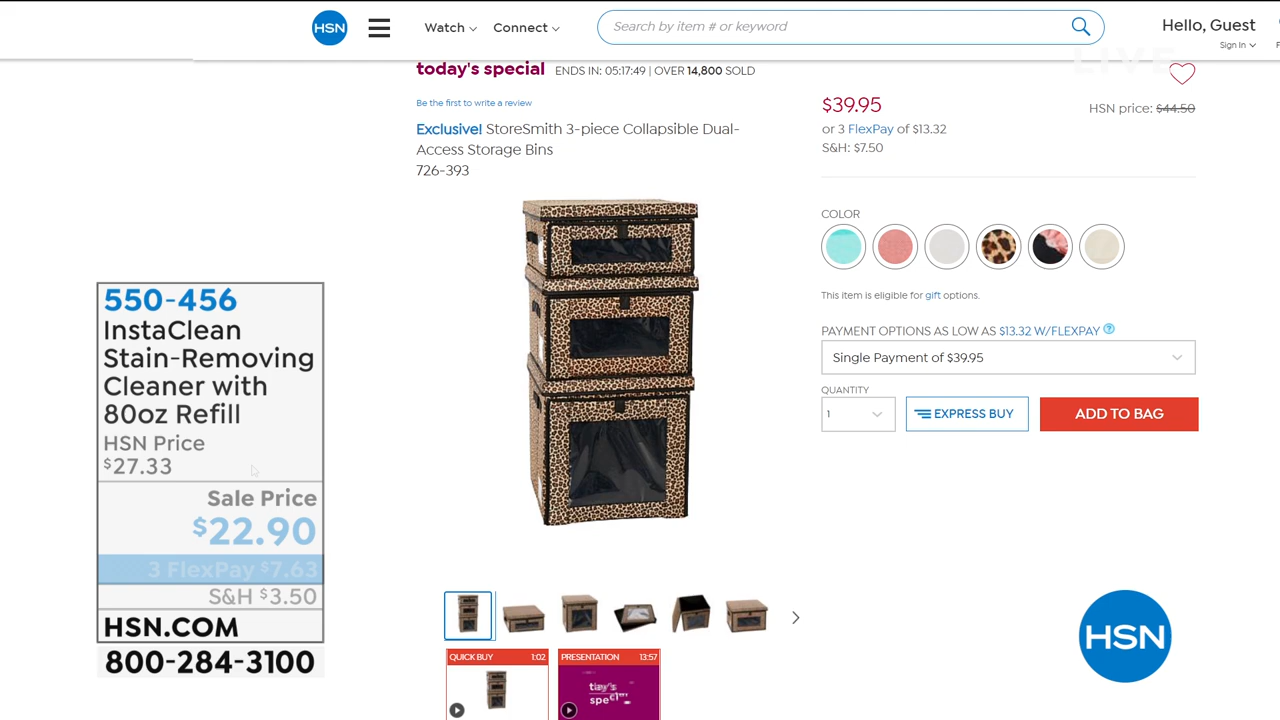 HSN
Watch
Connect
Search by item # or keyword
Hello, Guest
Sign In
LIVE
today's special ENDS IN: 05:17:49 | OVER 14,800 SOLD
Be the first to write a review
Exclusive! StoreSmith 3-piece Collapsible Dual-
Access Storage Bins
726-393
$39.95
HSN price: $44.50
or 3 FlexPay of $13.32
S&H: $7.50
COLOR
This item is eligible for gift options.
PAYMENT OPTIONS AS LOW AS $13.32 W/FLEXPAY ?
Single Payment of $39.95
QUANTITY
1
EXPRESS BUY
ADD TO BAG
550-456
InstaClean
Stain-Removing
Cleaner with
80oz Refill
HSN Price
$27.33
Sale Price
$22.90
3 FlexPay $7.63
S&H $3.50
HSN.COM
800-284-3100
QUICK BUY 1:02
PRESENTATION 13:57
HSN